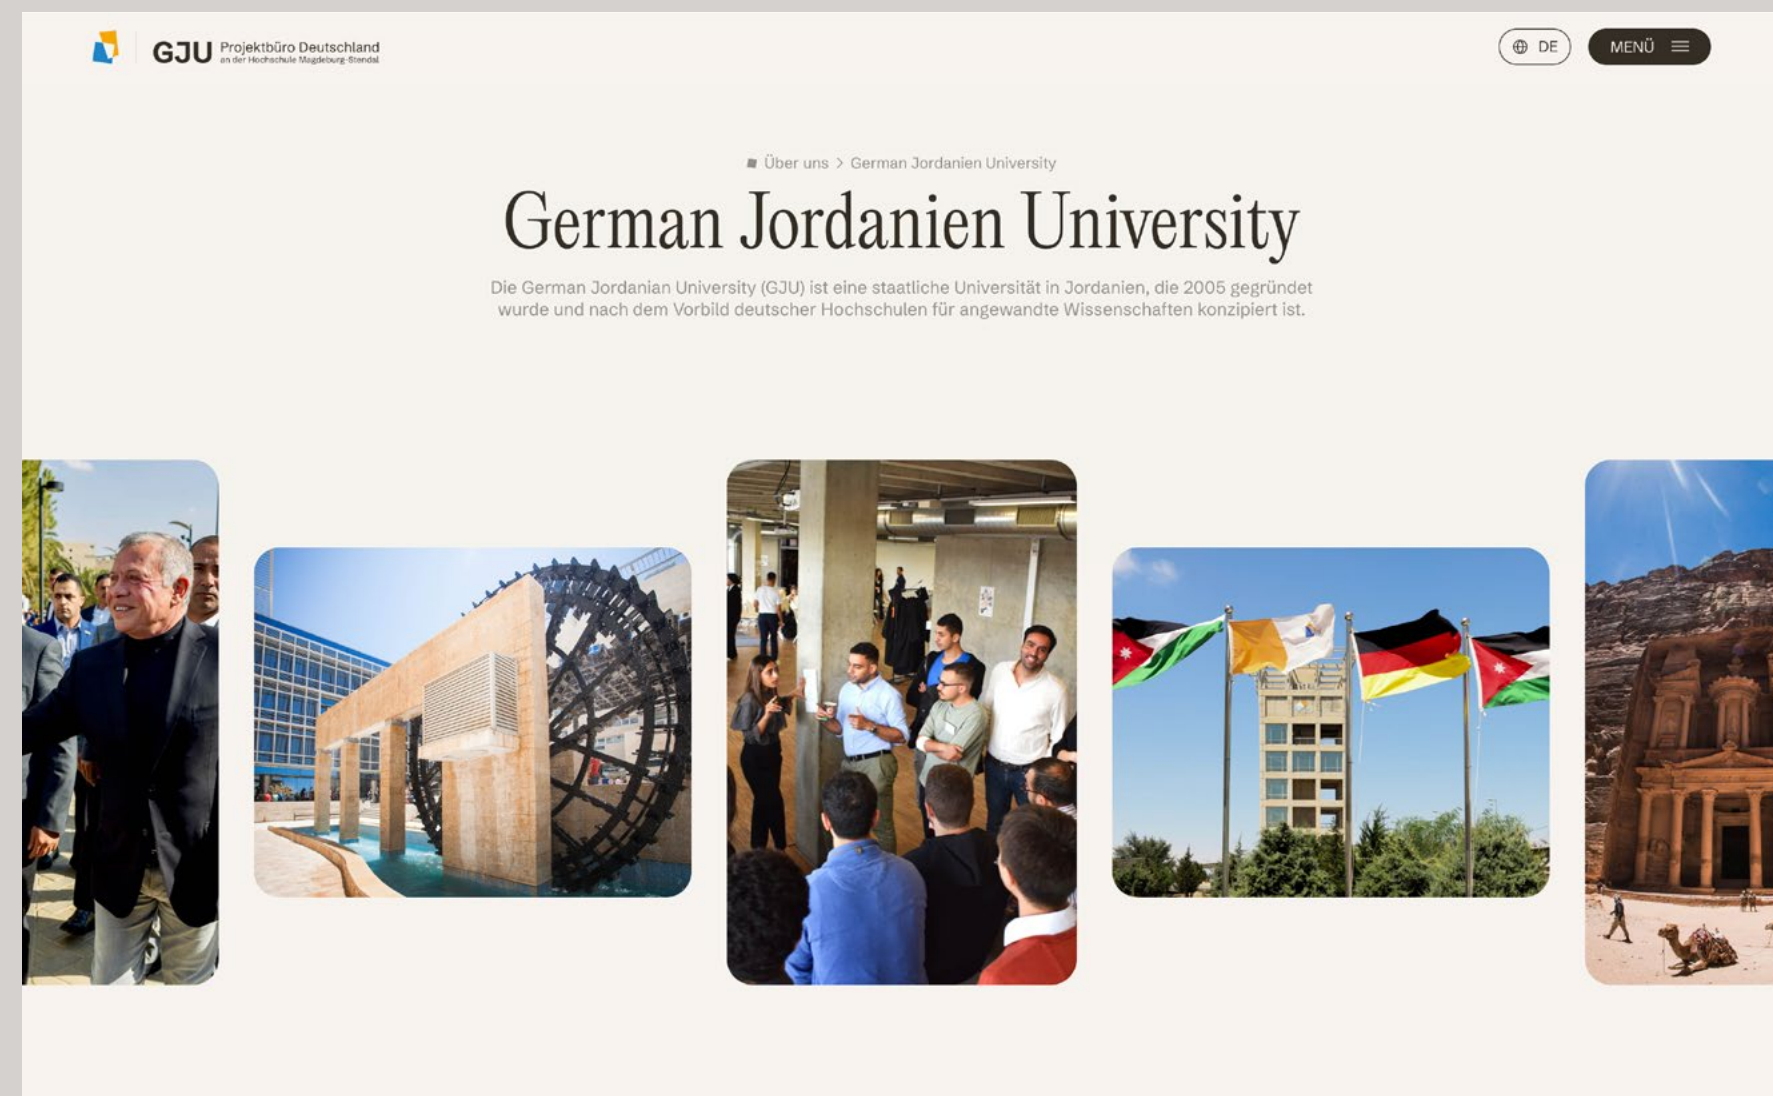 GJU Projektbüro Deutschland
an der Hochschule Magdeburg-Stendal
DE
MENÜ
Über uns > German Jordanien University
German Jordanien University
Die German Jordanian University (GJU) ist eine staatliche Universität in Jordanien, die 2005 gegründet
wurde und nach dem Vorbild deutscher Hochschulen für angewandte Wissenschaften konzipiert ist.